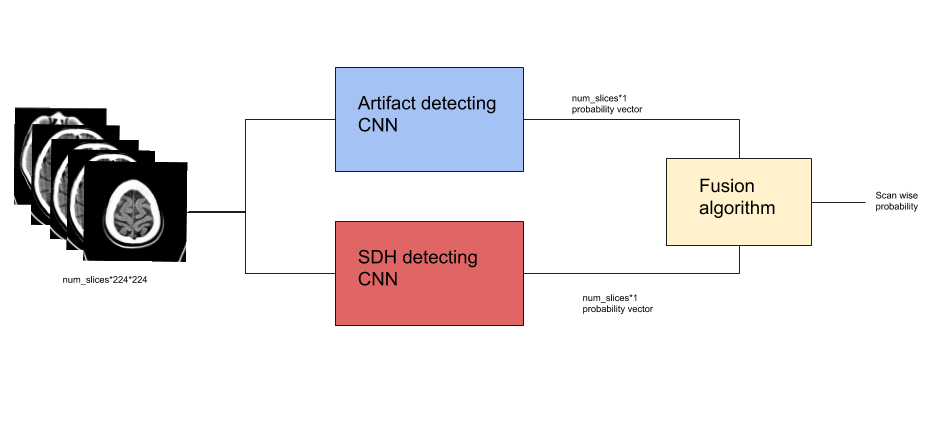 Artifact detecting
CNN
num_slices*1
probability vector
Fusion
algorithm
Scan wise
probability
SDH detecting
CNN
num_slices*224*224
num_slices*1
probability vector